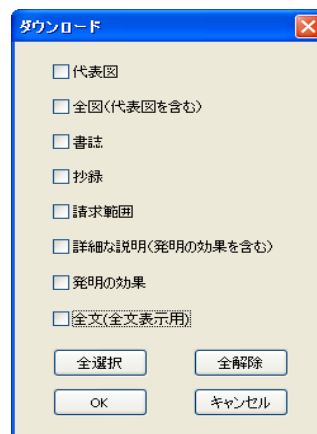 ダウンロード
代表図
全図(代表図を含む)
書誌
抄録
請求範囲
詳細な説明(発明の効果を含む)
発明の効果
全文(全文表示用)
全選択 全解除
OK キャンセル